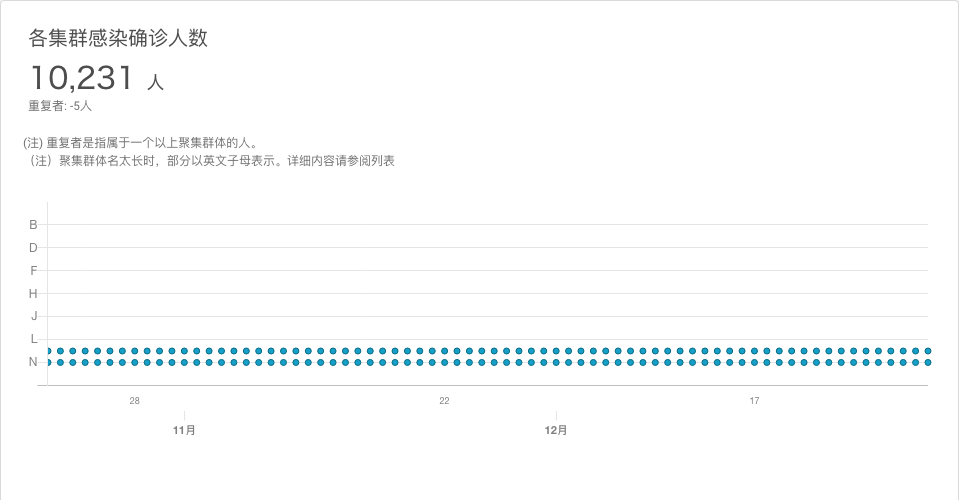 各集群感染确诊人数
10,231 人
重复者: -5人
(注) 重复者是指属于一个以上聚集群体的人。
（注）聚集群体名太长时，部分以英文子母表示。详细内容请参阅列表
B
D
F
H
J
L
N
28 22 17
11月 12月